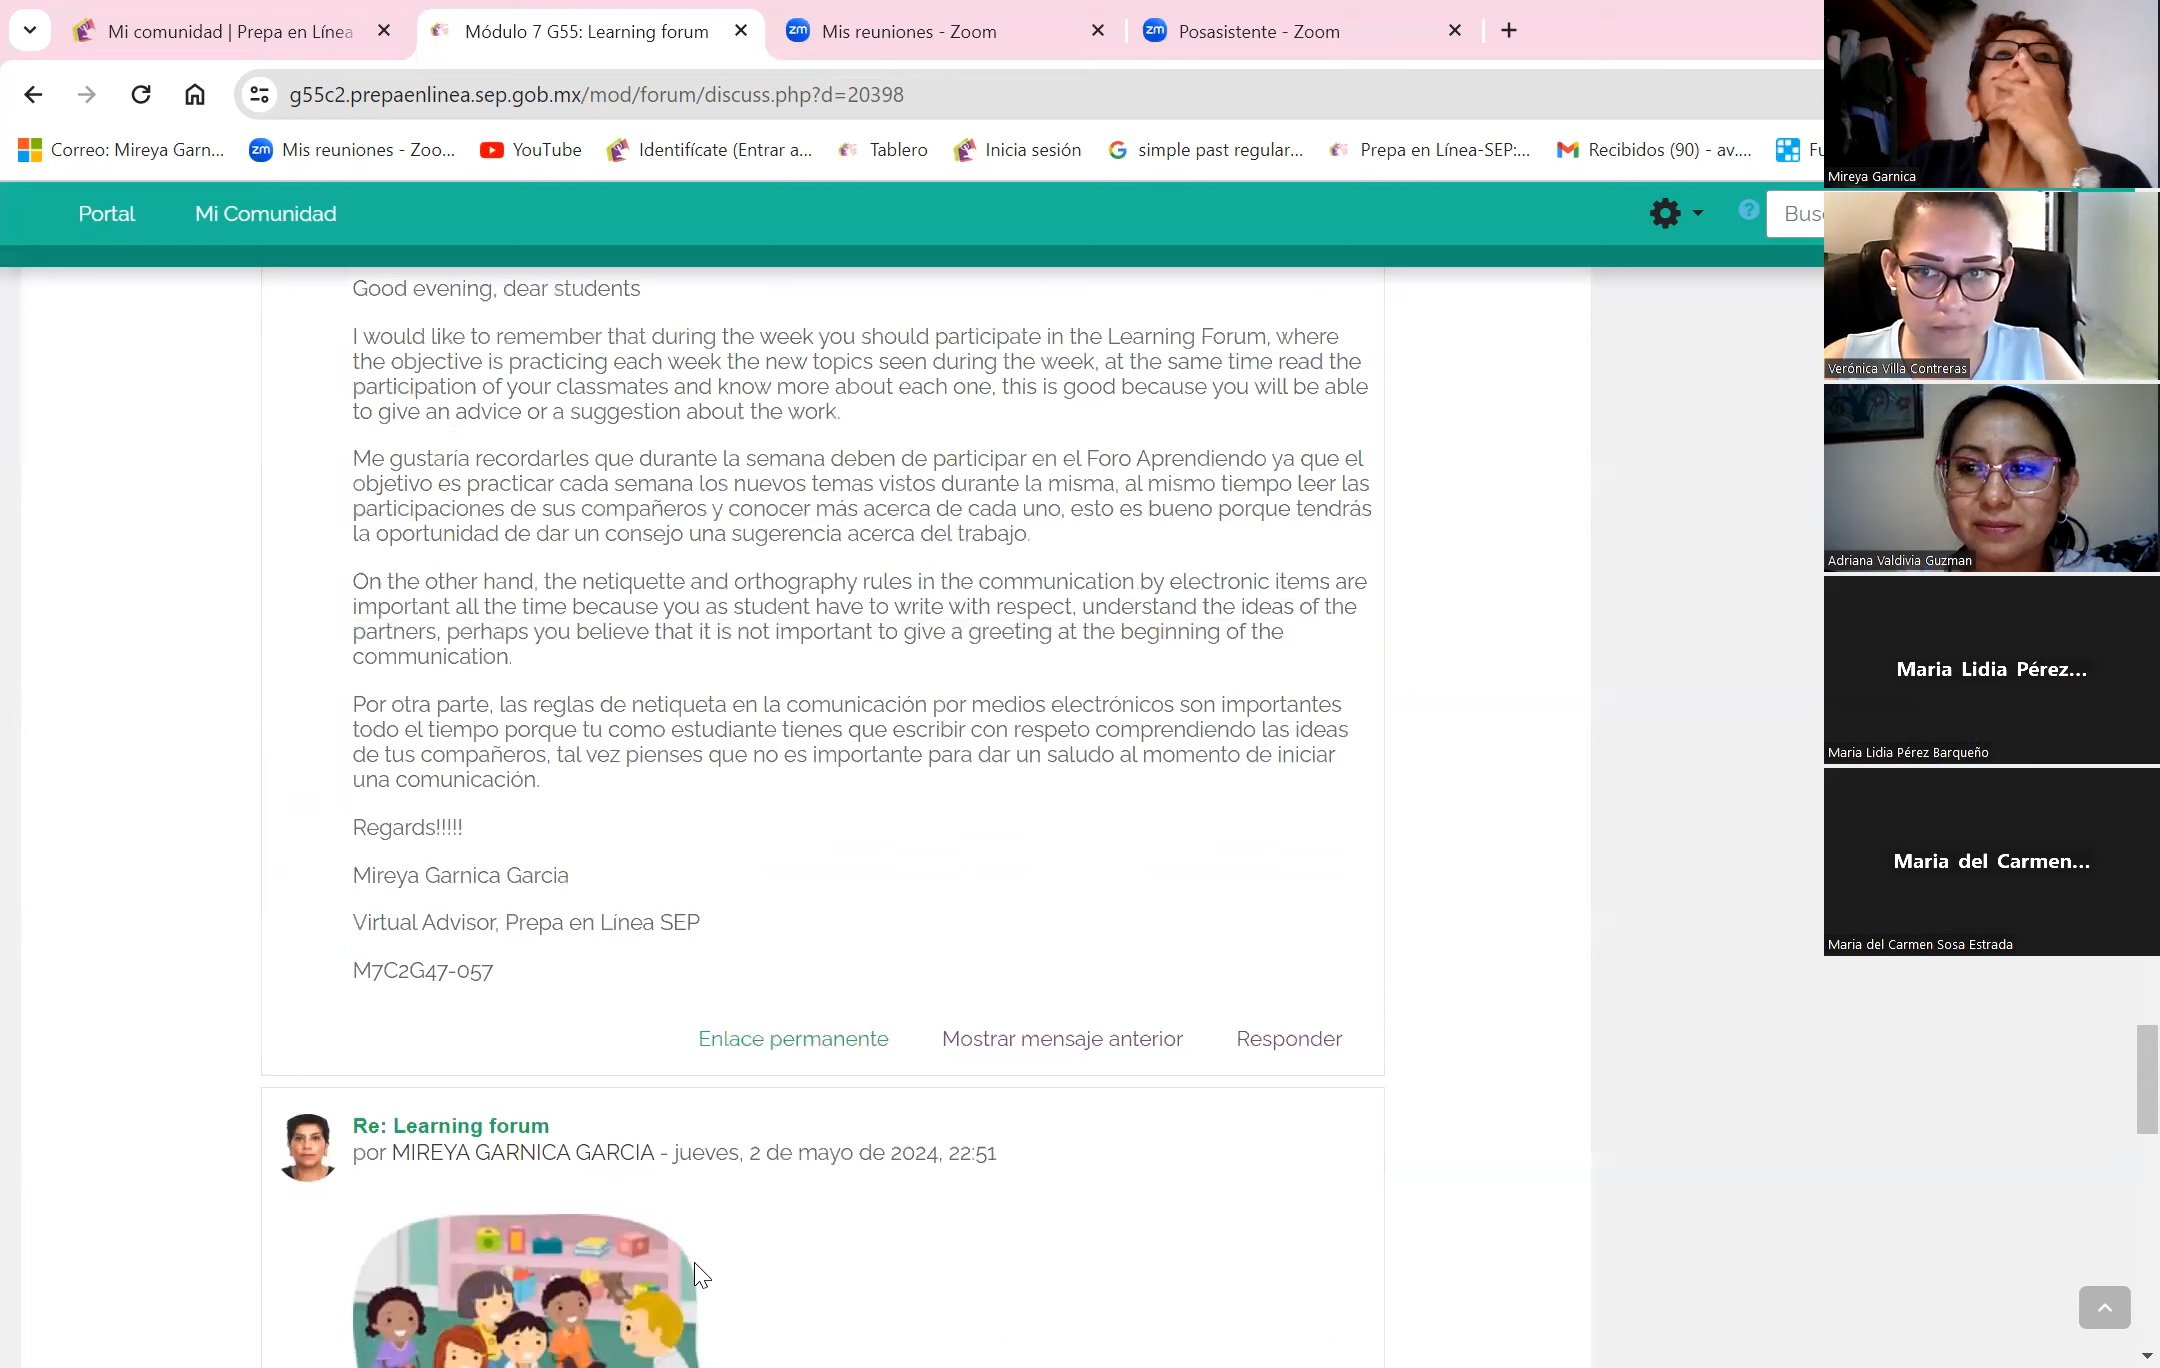 Mi comunidad | Prepa en Línea
Módulo 7 G55: Learning forum
zm Mis reuniones - Zoom
zm Posasistente - Zoom
g55c2.prepaenlinea.sep.gob.mx/mod/forum/discuss.php?d=20398
Correo: Mireya Garn...
zm Mis reuniones - Zoo...
YouTube
Identifícate (Entrar a...
Tablero
Inicia sesión
simple past regular...
Prepa en Línea-SEP:...
Recibidos (90) - av....
Fu
Portal
Mi Comunidad
Bus
Good evening, dear students
I would like to remember that during the week you should participate in the Learning Forum, where
the objective is practicing each week the new topics seen during the week, at the same time read the
participation of your classmates and know more about each one, this is good because you will be able
to give an advice or a suggestion about the work.
Me gustaría recordarles que durante la semana deben de participar en el Foro Aprendiendo ya que el
objetivo es practicar cada semana los nuevos temas vistos durante la misma, al mismo tiempo leer las
participaciones de sus compañeros y conocer más acerca de cada uno, esto es bueno porque tendrás
la oportunidad de dar un consejo una sugerencia acerca del trabajo.
On the other hand, the netiquette and orthography rules in the communication by electronic items are
important all the time because you as student have to write with respect, understand the ideas of the
partners, perhaps you believe that it is not important to give a greeting at the beginning of the
communication.
Por otra parte, las reglas de netiqueta en la comunicación por medios electrónicos son importantes
todo el tiempo porque tu como estudiante tienes que escribir con respeto comprendiendo las ideas
de tus compañeros, tal vez pienses que no es importante para dar un saludo al momento de iniciar
una comunicación.
Regards!!!!!
Mireya Garnica Garcia
Virtual Advisor, Prepa en Línea SEP
M7C2G47-057
Enlace permanente
Mostrar mensaje anterior
Responder
Re: Learning forum
por MIREYA GARNICA GARCIA - jueves, 2 de mayo de 2024, 22:51
Mireya Garnica
Verónica Villa Contreras
Adriana Valdivia Guzman
Maria Lidia Pérez...
Maria Lidia Pérez Barqueño
Maria del Carmen...
Maria del Carmen Sosa Estrada